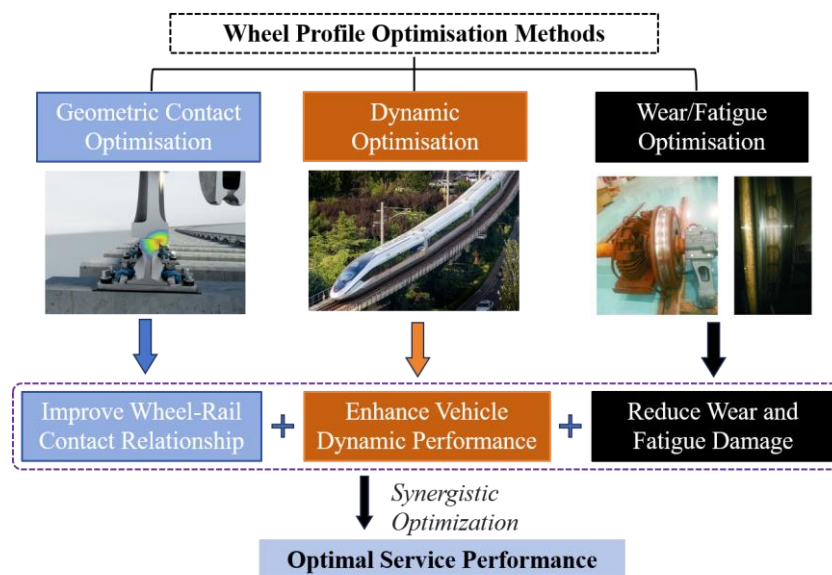 Wheel Profile Optimisation Methods
Geometric Contact
Optimisation
Dynamic
Optimisation
Wear/Fatigue
Optimisation
Improve Wheel-Rail
Contact Relationship
+
Enhance Vehicle
Dynamic Performance
+
Reduce Wear and
Fatigue Damage
Synergistic
Optimization
Optimal Service Performance